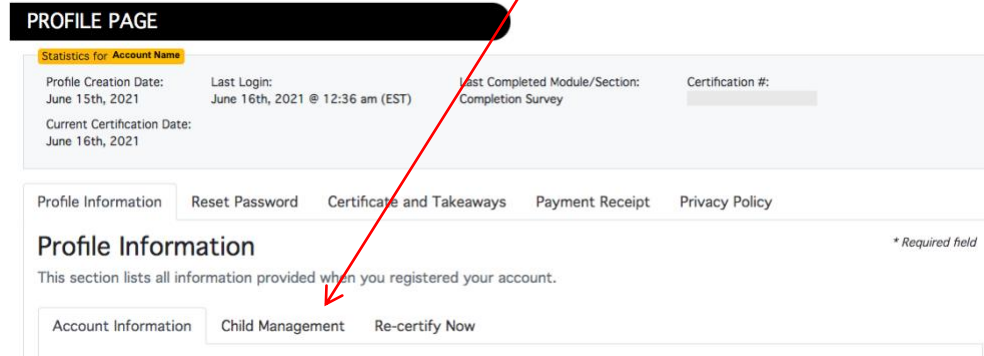 PROFILE PAGE
Statistics for Account Name
Profile Creation Date: Last Login: Last Completed Module/Section: Certification #:
June 15th, 2021 June 16th, 2021 @ 12:36 am (EST) Completion Survey
Current Certification Date:
June 16th, 2021
Profile Information Reset Password Certificate and Takeaways Payment Receipt Privacy Policy
Profile Information * Required field
This section lists all information provided when you registered your account.
Account Information Child Management Re-certify Now